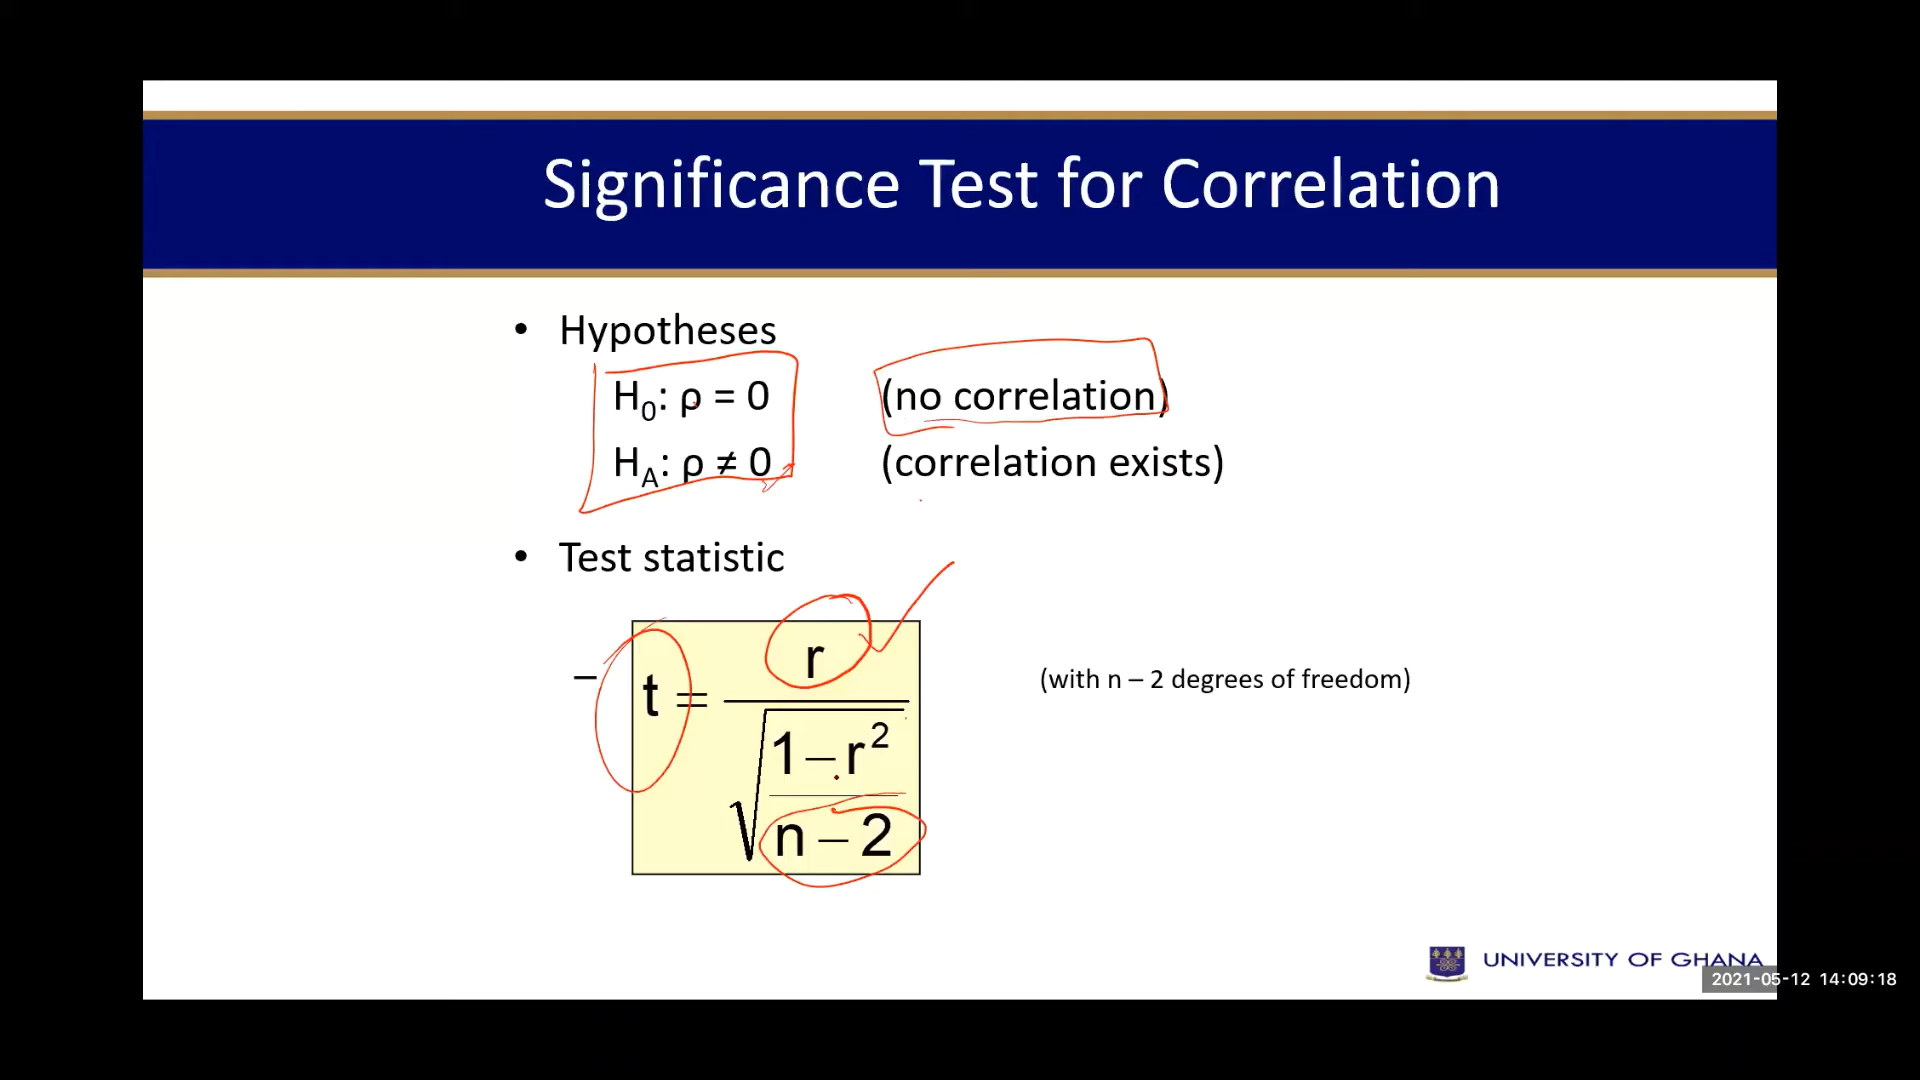 Significance Test for Correlation
• Hypotheses
H₀: ρ = 0 (no correlation)
H_A: ρ ≠ 0 (correlation exists)
• Test statistic
– t = r / √((1–r²)/(n–2)) (with n – 2 degrees of freedom)
UNIVERSITY OF GHANA
2021-05-12 14:09:18